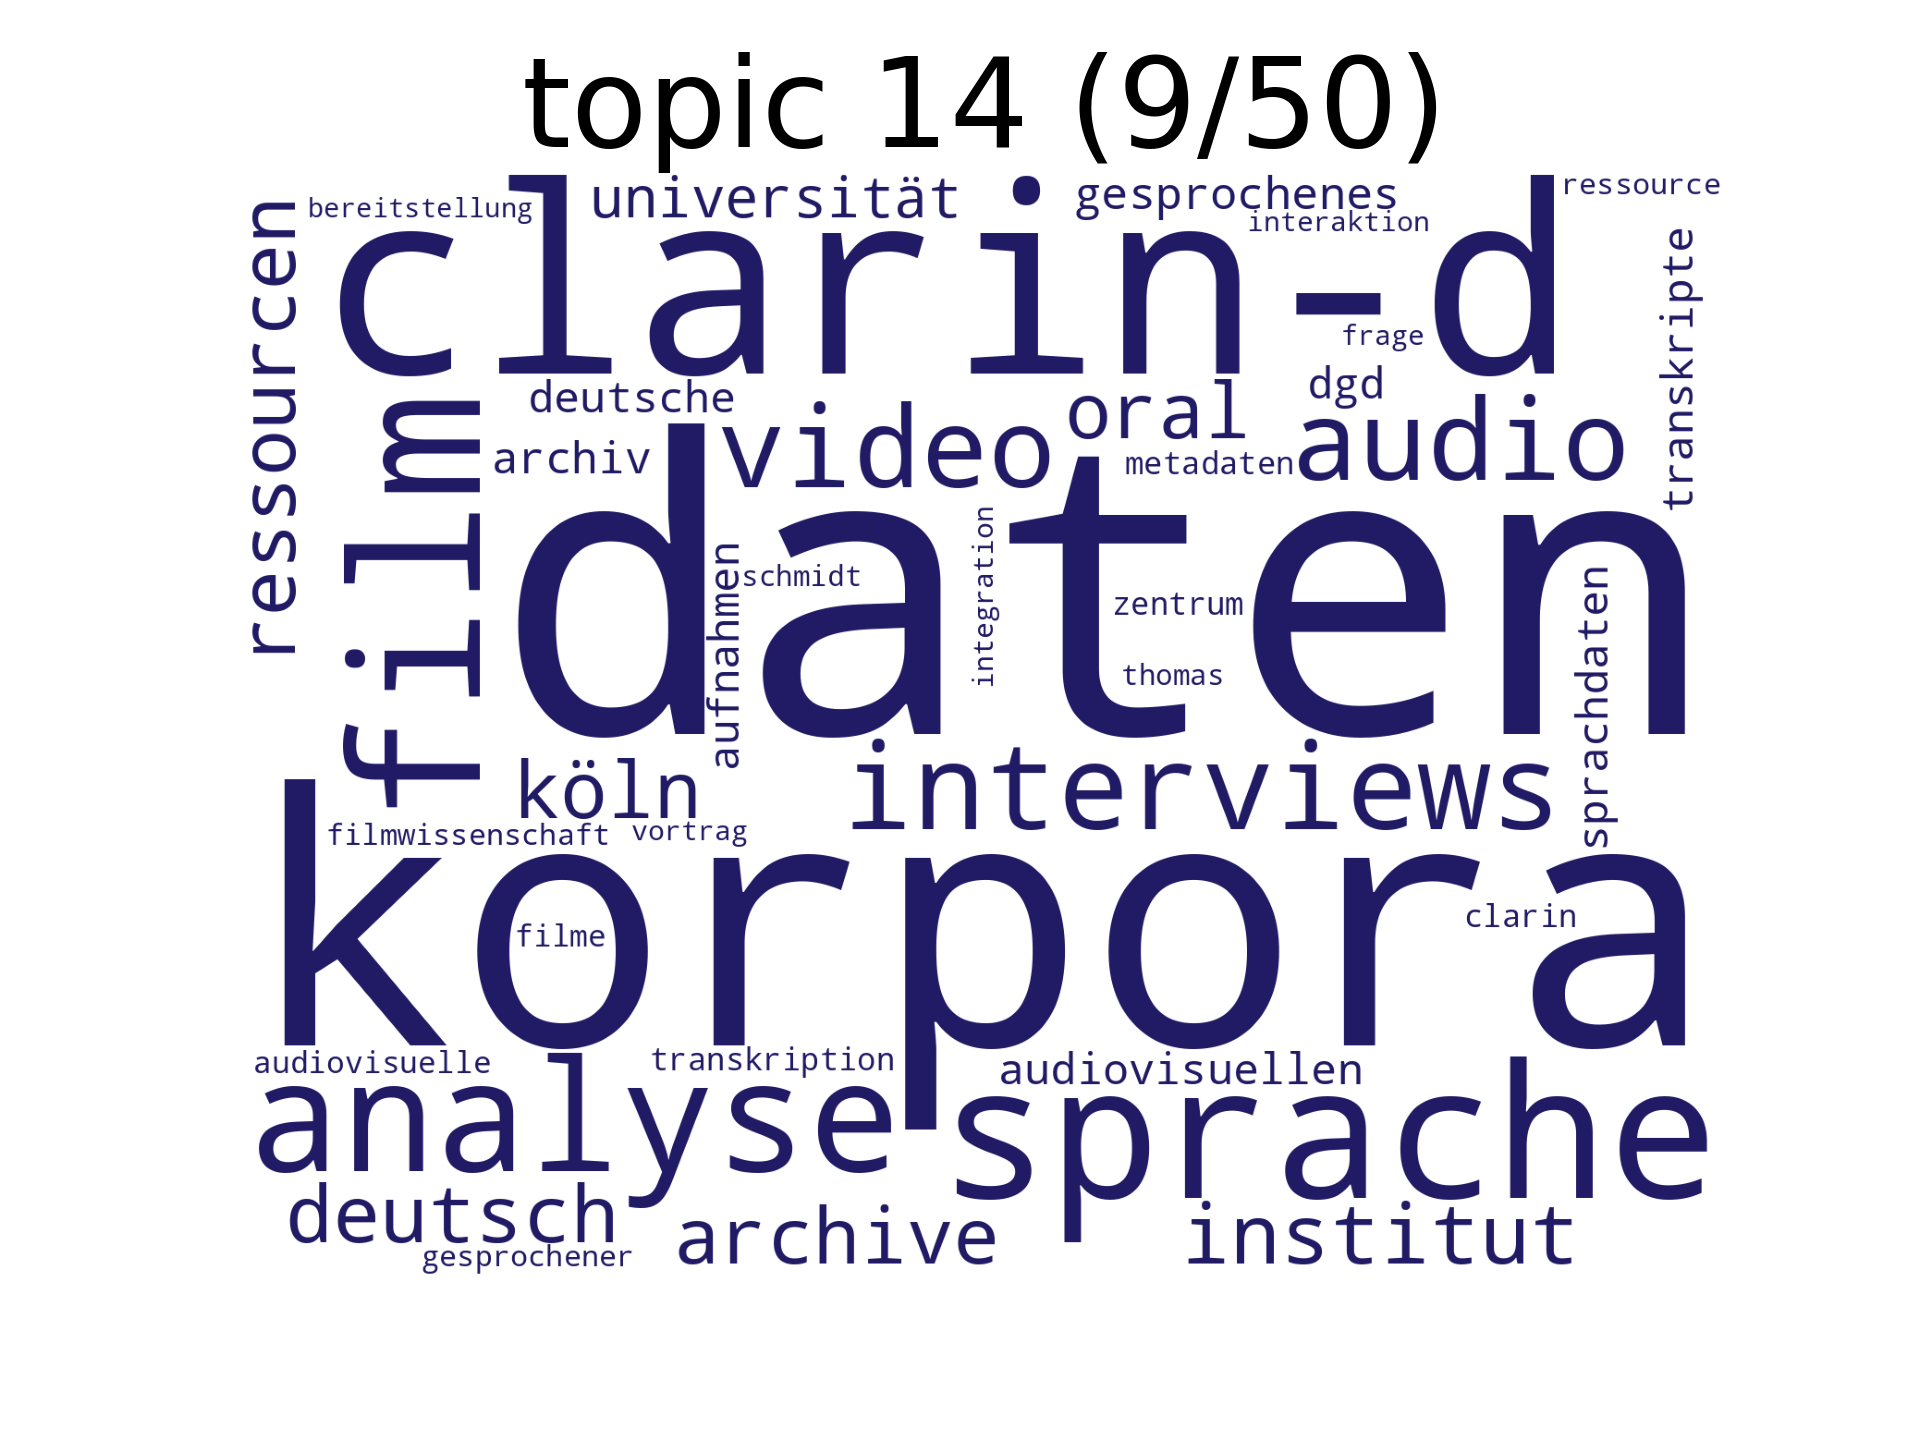 topic 14 (9/50)
bereitstellung
universität
gesprochenes
ressource
interaktion
clarin-d
ressourcen
transkripte
frage
deutsche
dgd
oral
video
audio
archiv
metadaten
film
daten
schmidt
aufnahmen
integration
zentrum
thomas
sprachdaten
köln
interviews
filmwissenschaft
vortrag
korpora
filme
clarin
audiovisuelle
transkription
audiovisuellen
analyse
sprache
deutsch
gesprochener
archive
institut